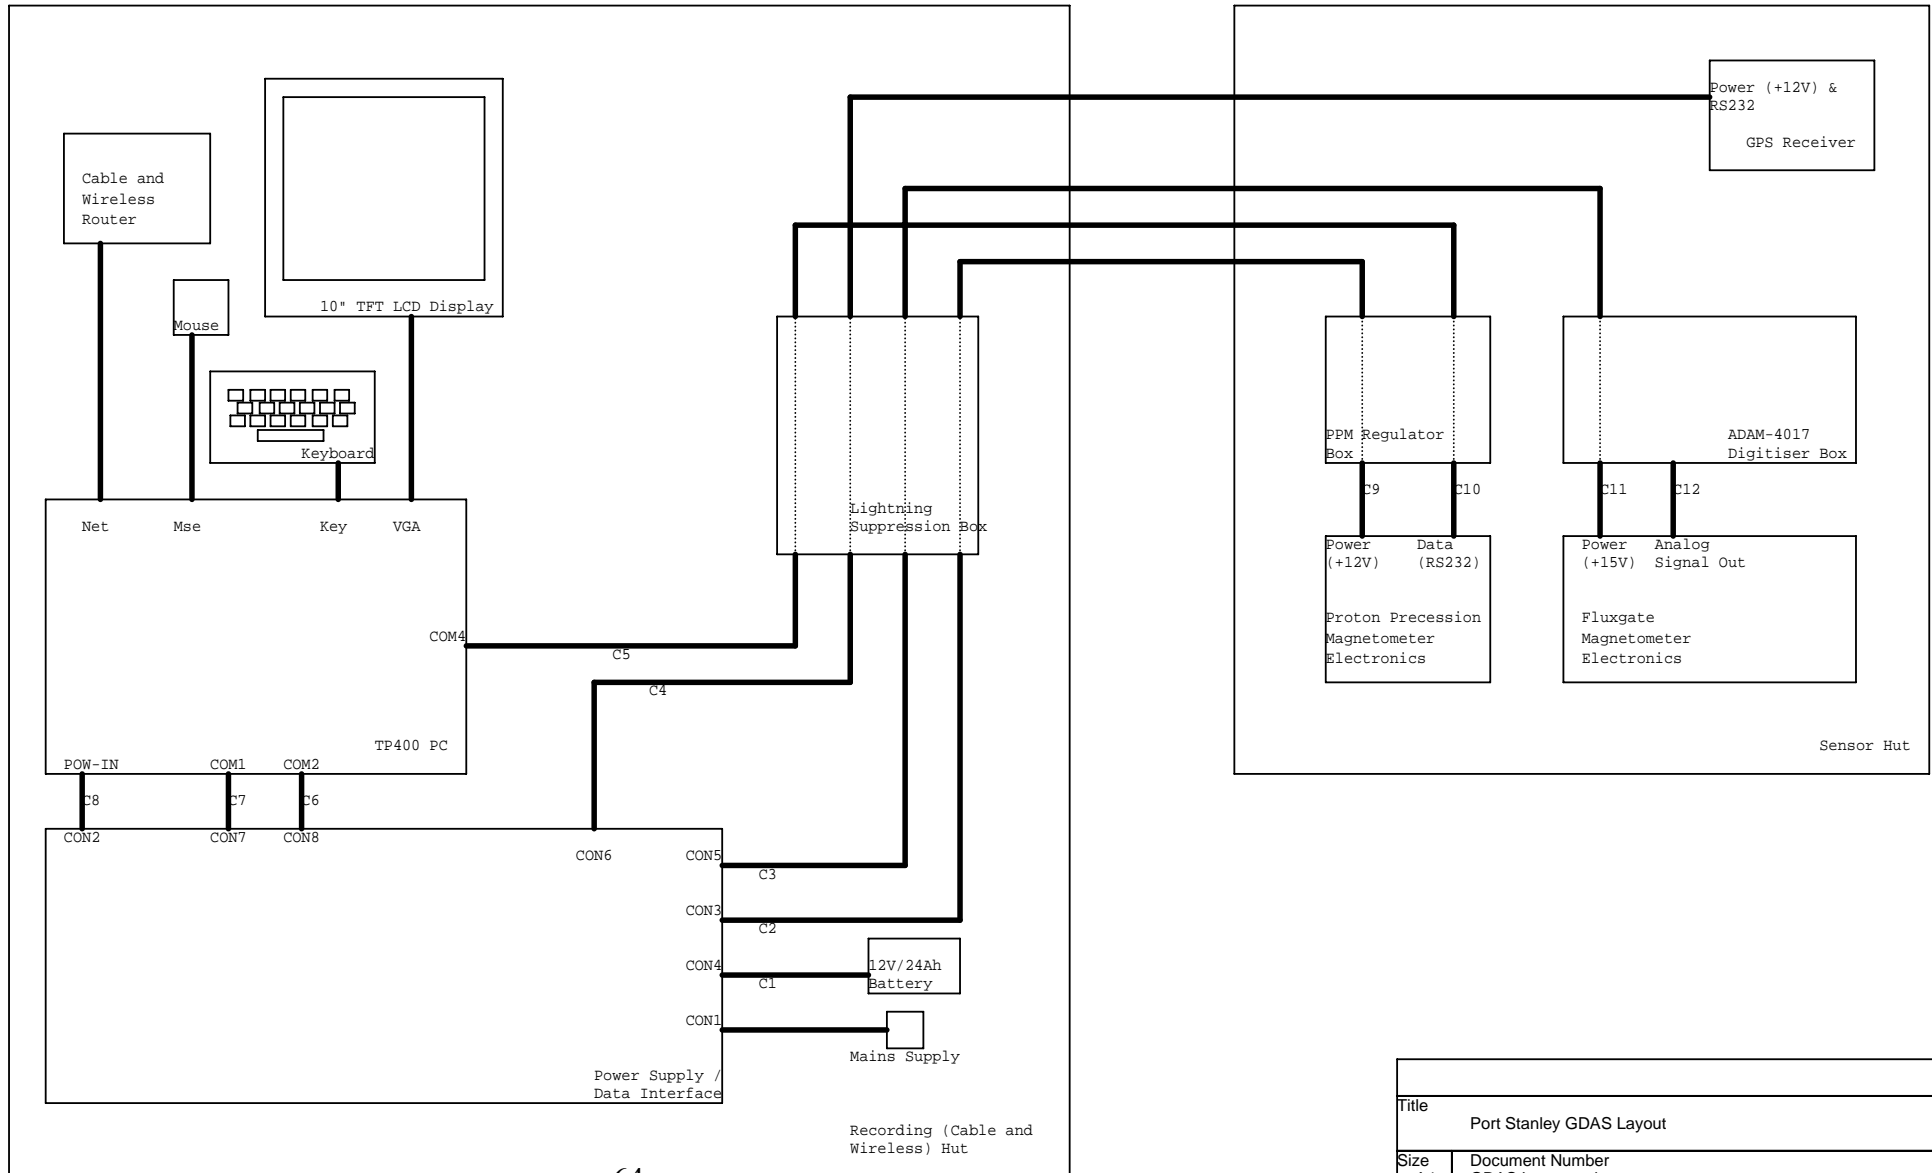 Power (+12V) &
RS232
GPS Receiver
Cable and
Wireless
Router
10" TFT LCD Display
Mouse
Keyboard
Net
Mse
Key
VGA
Lightning
Suppression Box
PPM Regulator
Box
ADAM-4017
Digitiser Box
C9
C10
C11
C12
Power
(+12V)
Data
(RS232)
Power
(+15V)
Analog
Signal Out
Proton Precession
Magnetometer
Electronics
Fluxgate
Magnetometer
Electronics
COM4
C5
C4
TP400 PC
Sensor Hut
POW-IN
COM1
COM2
C8
C7
C6
CON2
CON7
CON8
CON6
CON5
C3
CON3
C2
CON4
C1
12V/24Ah
Battery
CON1
Mains Supply
Power Supply /
Data Interface
Recording (Cable and
Wireless) Hut
Title
Port Stanley GDAS Layout
Size
Document Number